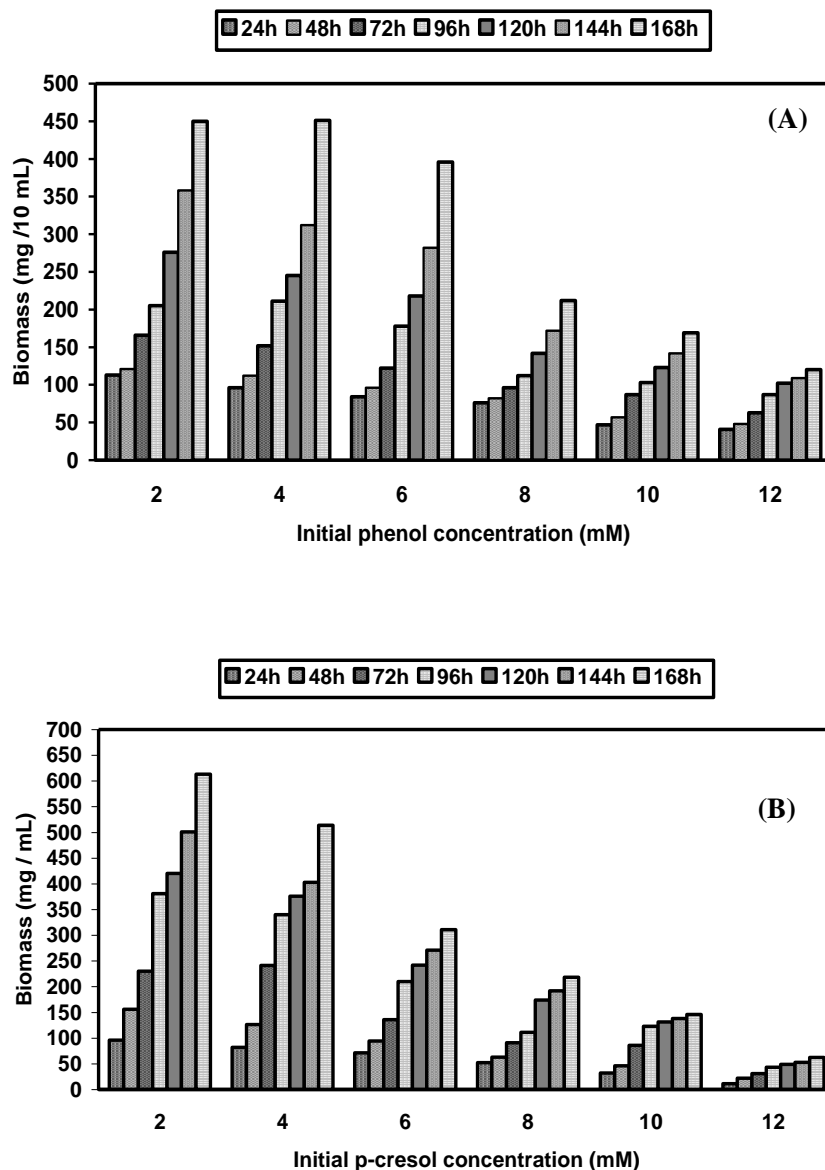 24h 48h 72h 96h 120h 144h 168h
500
450
400
350
300
250
200
150
100
50
0
Biomass (mg /10 mL)
(A)
2 4 6 8 10 12
Initial phenol concentration (mM)
24h 48h 72h 96h 120h 144h 168h
700
650
600
550
500
450
400
350
300
250
200
150
100
50
0
Biomass (mg / mL)
(B)
2 4 6 8 10 12
Initial p-cresol concentration (mM)